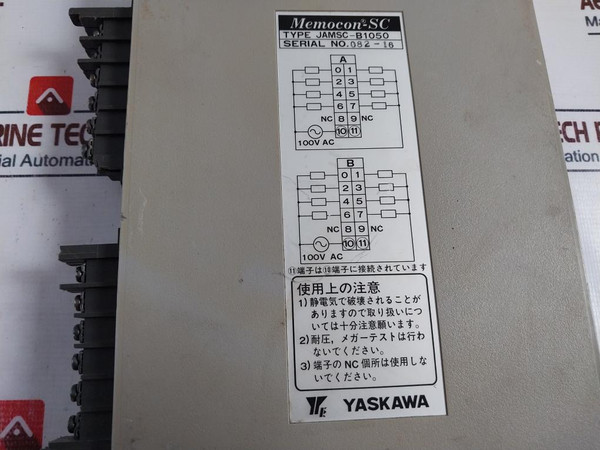 Memocon®-SC
TYPE JAMSC-B1050
SERIAL NO. 082-16
A
0 1
2 3
4 5
6 7
NC 8 9 NC
10 11
100V AC
B
0 1
2 3
4 5
6 7
NC 8 9 NC
10 11
100V AC
⑪端子は⑩端子に接続されています
使用上の注意
1) 静電気で破壊されることが
ありますので取り扱いにつ
いては十分注意願います。
2) 耐圧，メガーテストは行わ
ないでください。
3) 端子の NC 個所は使用しな
いでください。
YASKAWA
RINE TEC
ial Automat
TECH